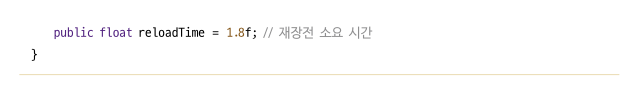 public float reloadTime = 1.8f; // 재장전 소요 시간
}